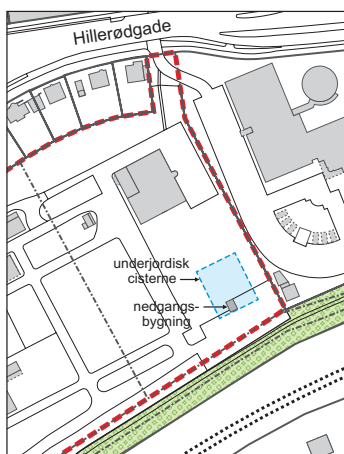 Hillerødgade
underjordisk
cisterne
nedgangs-
bygning